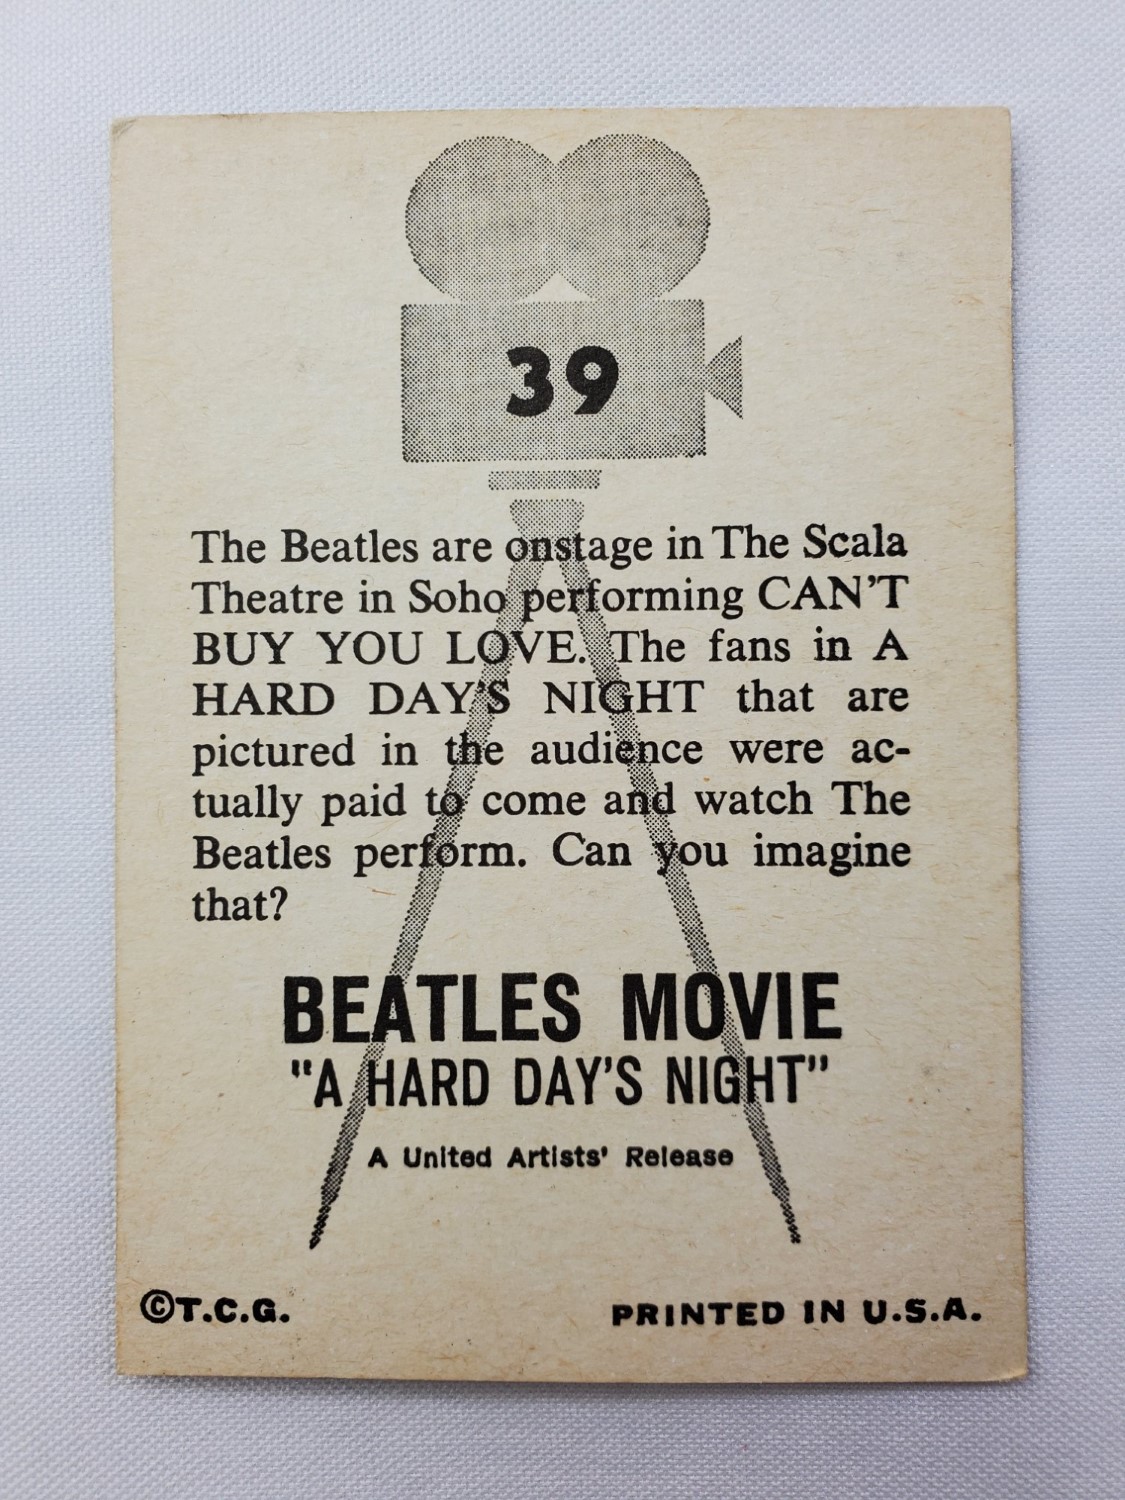 39
The Beatles are onstage in The Scala
Theatre in Soho performing CAN'T
BUY YOU LOVE. The fans in A
HARD DAY'S NIGHT that are
pictured in the audience were ac-
tually paid to come and watch The
Beatles perform. Can you imagine
that?
BEATLES MOVIE
"A HARD DAY'S NIGHT"
A United Artists' Release
©T.C.G.
PRINTED IN U.S.A.